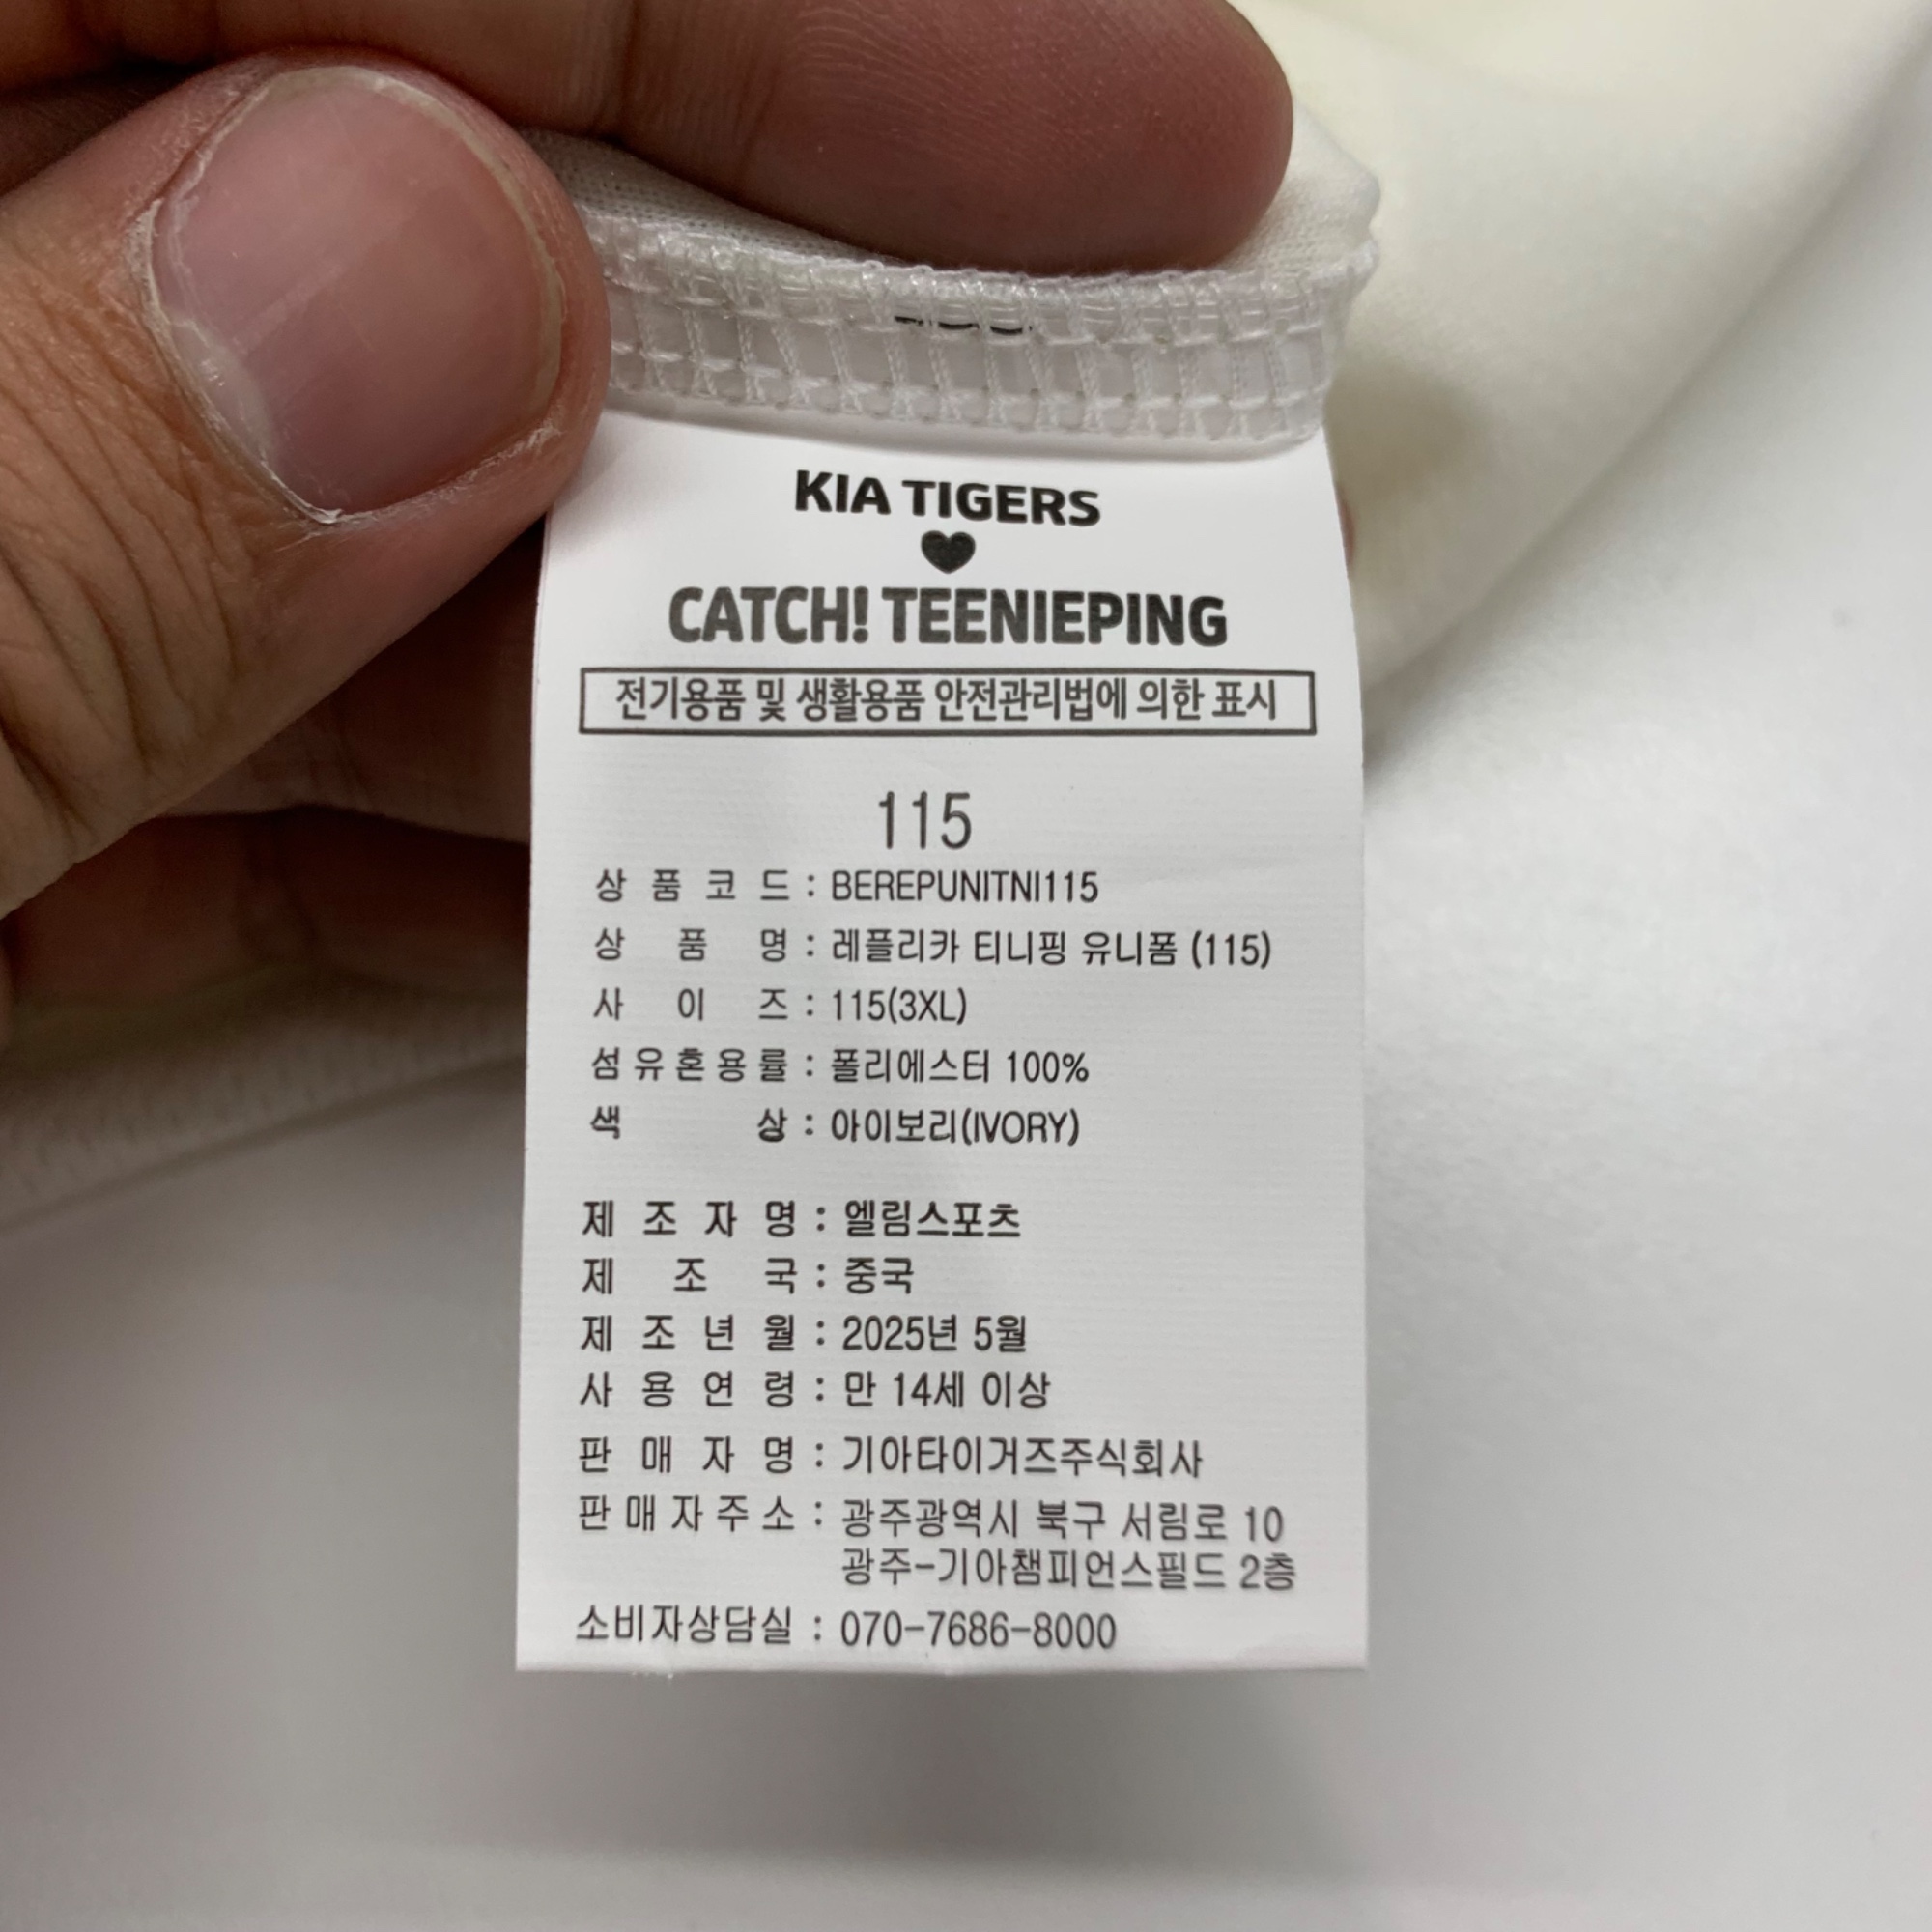 KIA TIGERS
CATCH! TEENIEPING
전기용품 및 생활용품 안전관리법에 의한 표시
115
상품코드 : BEREPUNITNI115
상품명 : 레플리카 티니핑 유니폼 (115)
사이즈 : 115(3XL)
섬유혼용률 : 폴리에스터 100%
색상 : 아이보리(IVORY)
제조자명 : 엘림스포츠
제조국 : 중국
제조년월 : 2025년 5월
사용연령 : 만 14세 이상
판매자명 : 기아타이거즈주식회사
판매자주소 : 광주광역시 북구 서림로 10
광주-기아챔피언스필드 2층
소비자상담실 : 070-7686-8000